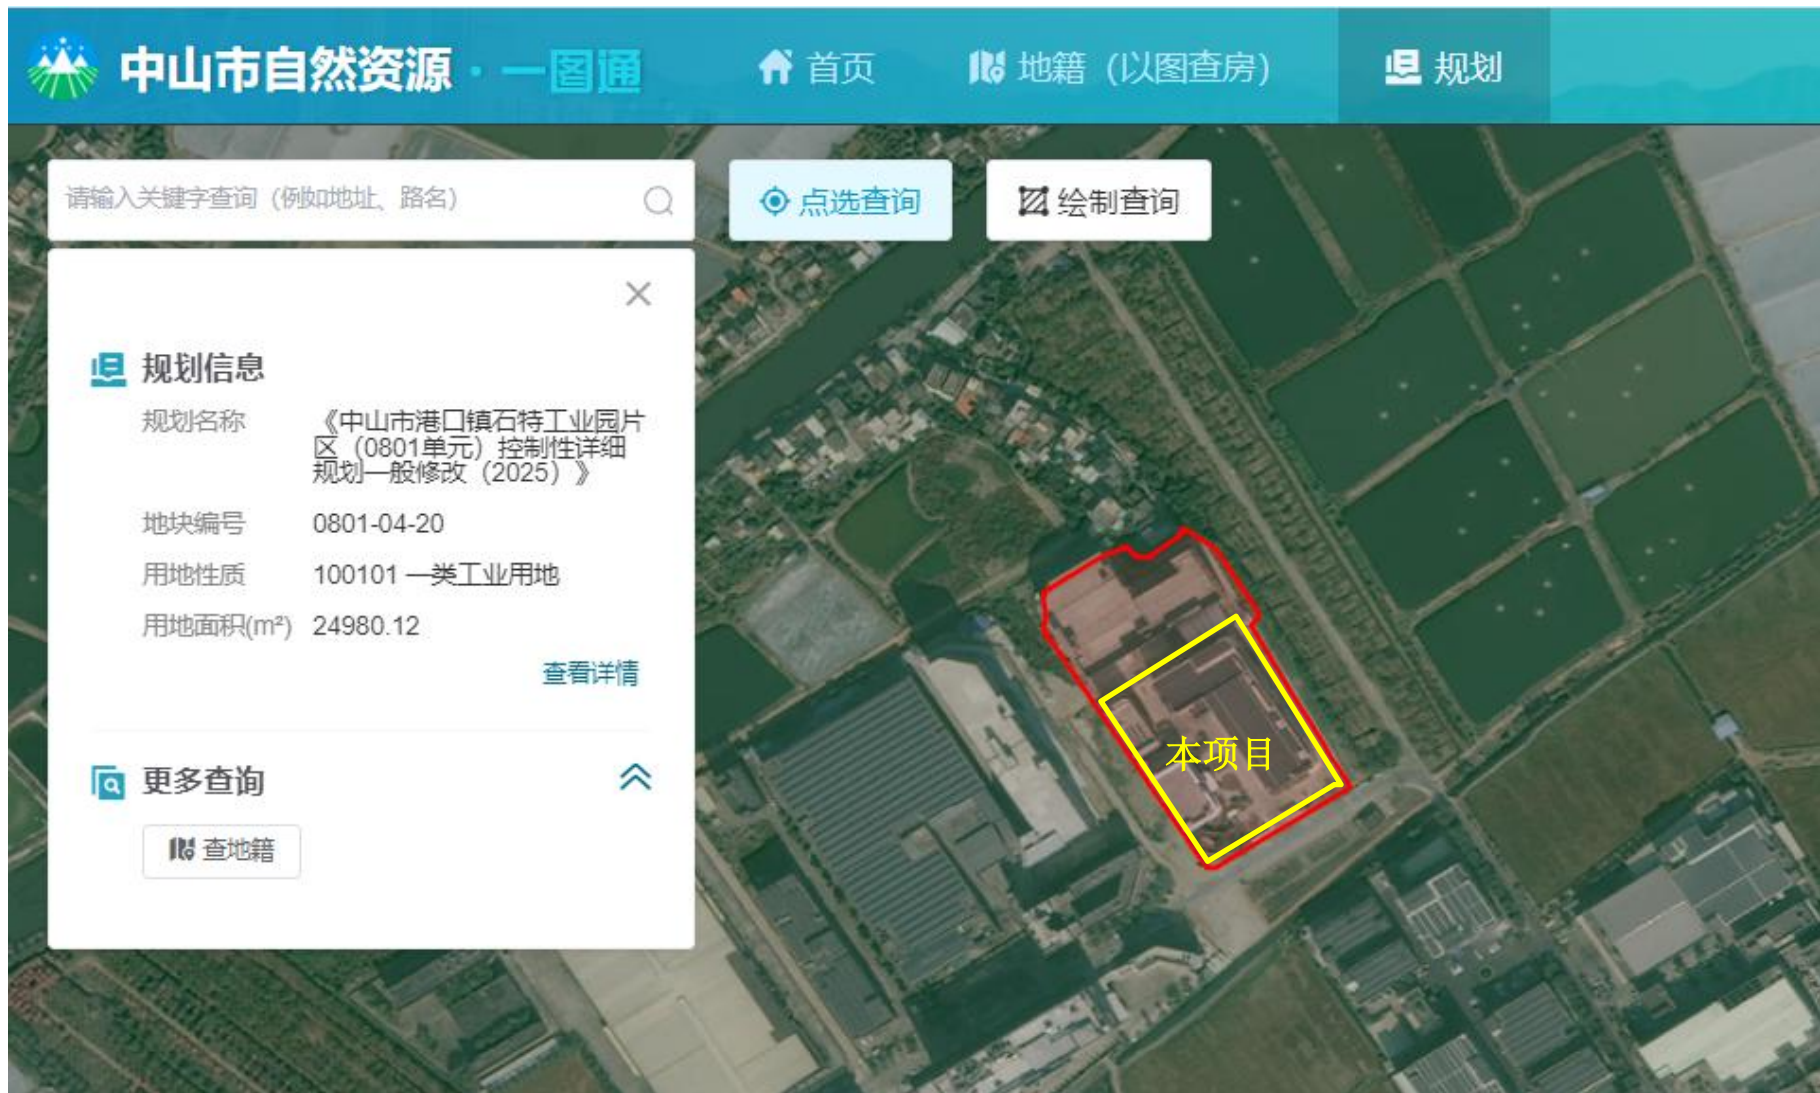 中山市自然资源·一图通
首页
地籍（以图查房）
规划
请输入关键字查询（例如地址、路名）
点选查询
绘制查询
规划信息
规划名称
《中山市港口镇石特工业园片
区（0801单元）控制性详细
规划一般修改（2025）》
地块编号 0801-04-20
用地性质 100101 一类工业用地
用地面积(m²) 24980.12
查看详情
更多查询
查地籍
本项目